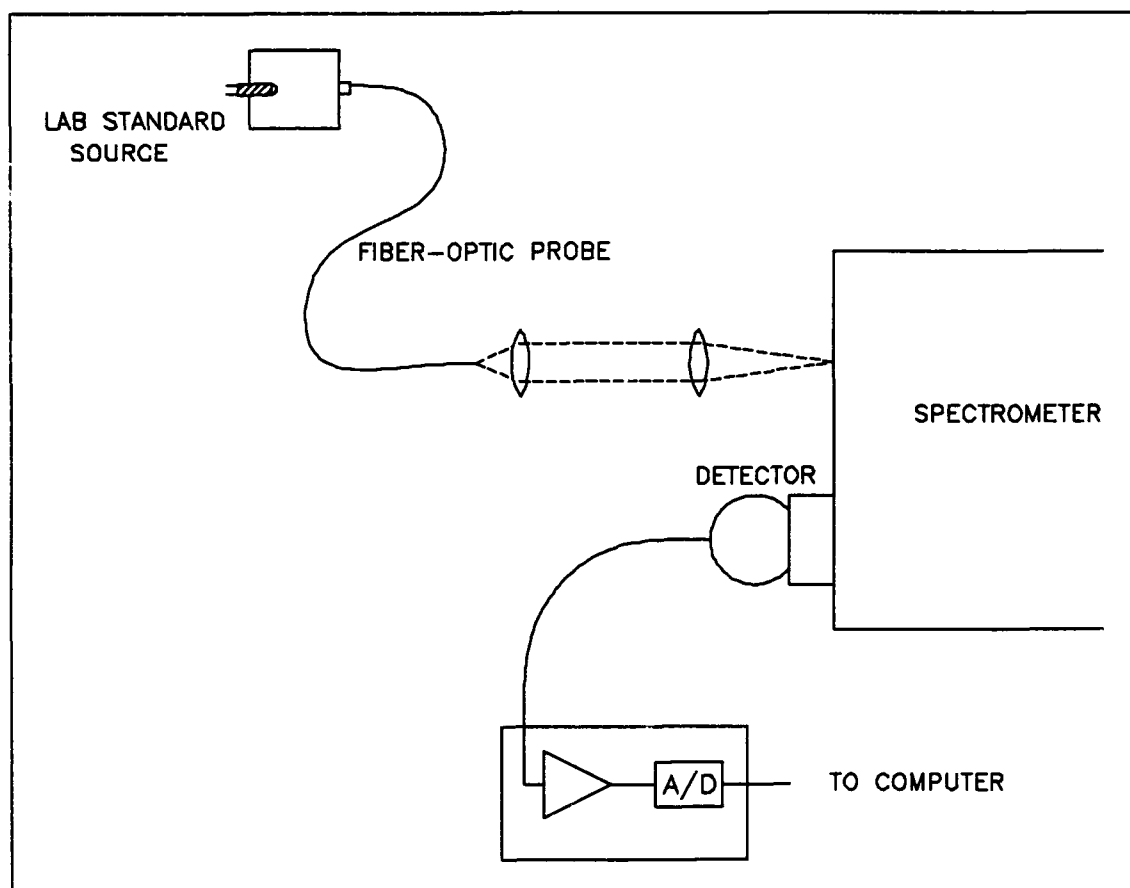 LAB STANDARD
SOURCE
FIBER-OPTIC PROBE
SPECTROMETER
DETECTOR
A/D
TO COMPUTER